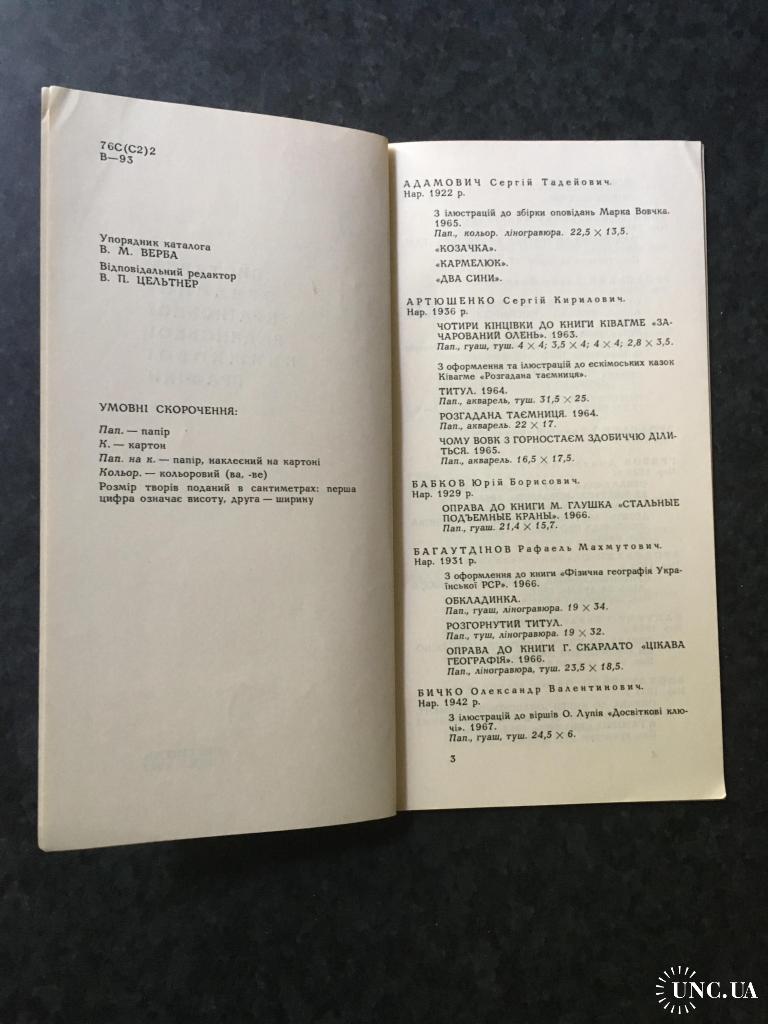 76С(С2)2
В—93
Упорядник каталога
В. М. ВЕРБА
Відповідальний редактор
В. П. ЦЕЛЬТНЕР
УМОВНІ СКОРОЧЕННЯ:
Пап. — папір
К. — картон
Пап. на к. — папір, наклеєний на картоні
Кольор. — кольоровий (ва, -ве)
Розмір творів поданий в сантиметрах: перша
цифра означає висоту, друга — ширину
АДАМОВИЧ Сергій Тадейович.
Нар. 1922 р.
З ілюстрацій до збірки оповідань Марка Вовчка.
1965.
Пап., кольор. ліногравюра. 22,5 × 13,5.
«КОЗАЧКА».
«КАРМЕЛЮК».
«ДВА СИНИ».
АРТЮШЕНКО Сергій Кирилович.
Нар. 1936 р.
ЧОТИРИ КІНЦІВКИ ДО КНИГИ КІВАГМЕ «ЗА-
ЧАРОВАНИЙ ОЛЕНЬ». 1963.
Пап., гуаш, туш. 4 × 4; 3,5 × 4; 4 × 4; 2,8 × 3,5.
З оформлення та ілюстрацій до ескімоських казок
Ківагме «Розгадана таємниця».
ТИТУЛ. 1964.
Пап., акварель, туш. 31,5 × 25.
РОЗГАДАНА ТАЄМНИЦЯ. 1964.
Пап., акварель. 22 × 17.
ЧОМУ ВОВК З ГОРНОСТАЄМ ЗДОБИЧЧЮ ДІЛИ-
ТЬСЯ. 1965.
Пап., акварель. 16,5 × 17,5.
БАБКОВ Юрій Борисович.
Нар. 1929 р.
ОПРАВА ДО КНИГИ М. ГЛУШКА «СТАЛЬНЫЕ
ПОДЪЕМНЫЕ КРАНЫ». 1966.
Пап., гуаш. 21,4 × 15,7.
БАГАУТДІНОВ Рафаель Махмутович.
Нар. 1931 р.
З оформлення до книги «Фізична географія Укра-
їнської РСР». 1966.
ОБКЛАДИНКА.
Пап., гуаш, ліногравюра. 19 × 34.
РОЗГОРНУТИЙ ТИТУЛ.
Пап., туш, ліногравюра. 19 × 32.
ОПРАВА ДО КНИГИ Г. СКАРЛАТО «ЦІКАВА
ГЕОГРАФІЯ». 1966.
Пап., ліногравюра, туш. 23,5 × 18,5.
БИЧКО Олександр Валентинович.
Нар. 1942 р.
З ілюстрацій до віршів О. Лупія «Досвіткові клю-
чі». 1967.
Пап., гуаш, туш. 24,5 × 6.
3
UNC.UA